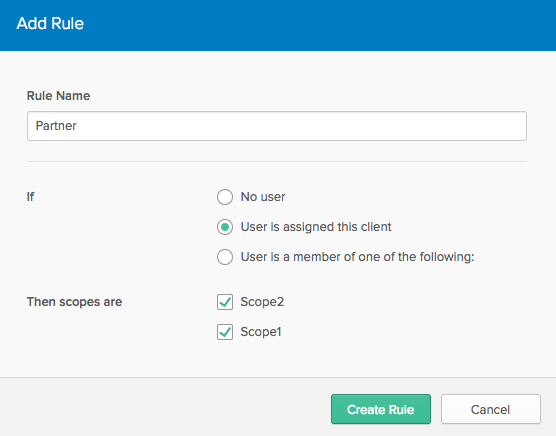 Add Rule
Rule Name
Partner
If
No user
User is assigned this client
User is a member of one of the following:
Then scopes are
Scope2
Scope1
Create Rule
Cancel